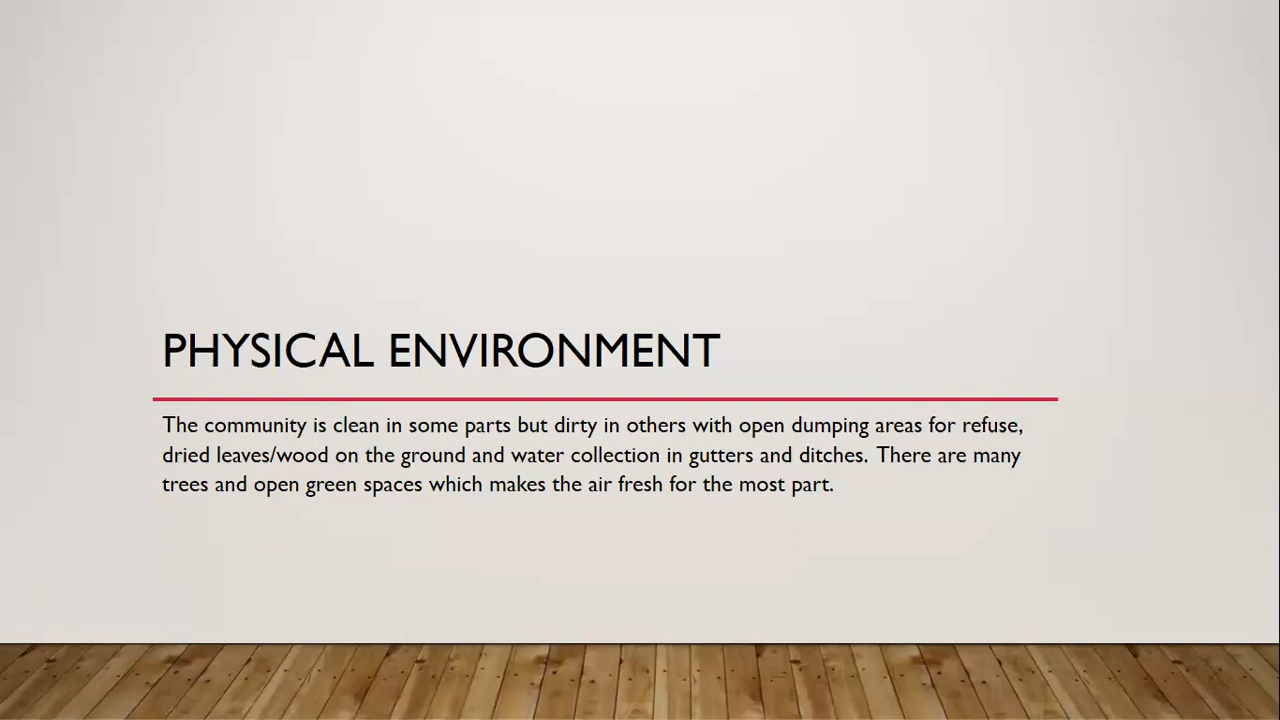 PHYSICAL ENVIRONMENT
The community is clean in some parts but dirty in others with open dumping areas for refuse,
dried leaves/wood on the ground and water collection in gutters and ditches.  There are many
trees and open green spaces which makes the air fresh for the most part.